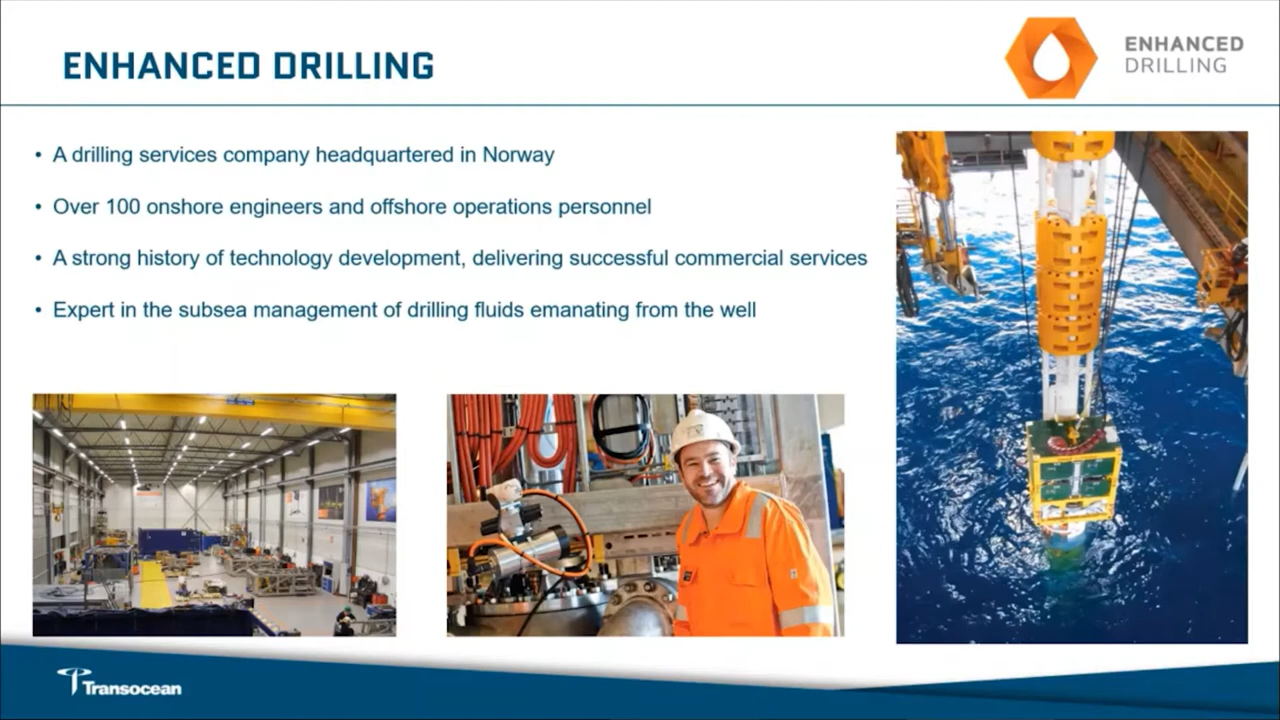 ENHANCED DRILLING
ENHANCED
DRILLING
• A drilling services company headquartered in Norway
• Over 100 onshore engineers and offshore operations personnel
• A strong history of technology development, delivering successful commercial services
• Expert in the subsea management of drilling fluids emanating from the well
Transocean